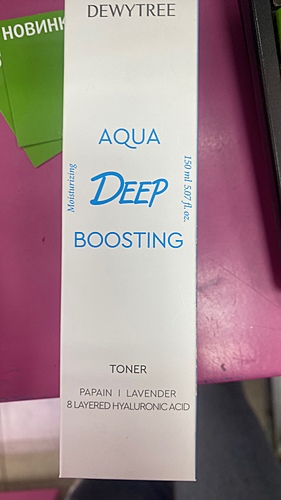 DEWYTREE
НОВИНК
AQUA
Moisturizing
DEEP
150 ml 5.07 fl. oz.
BOOSTING
TONER
PAPAIN I LAVENDER
8 LAYERED HYALURONIC ACID